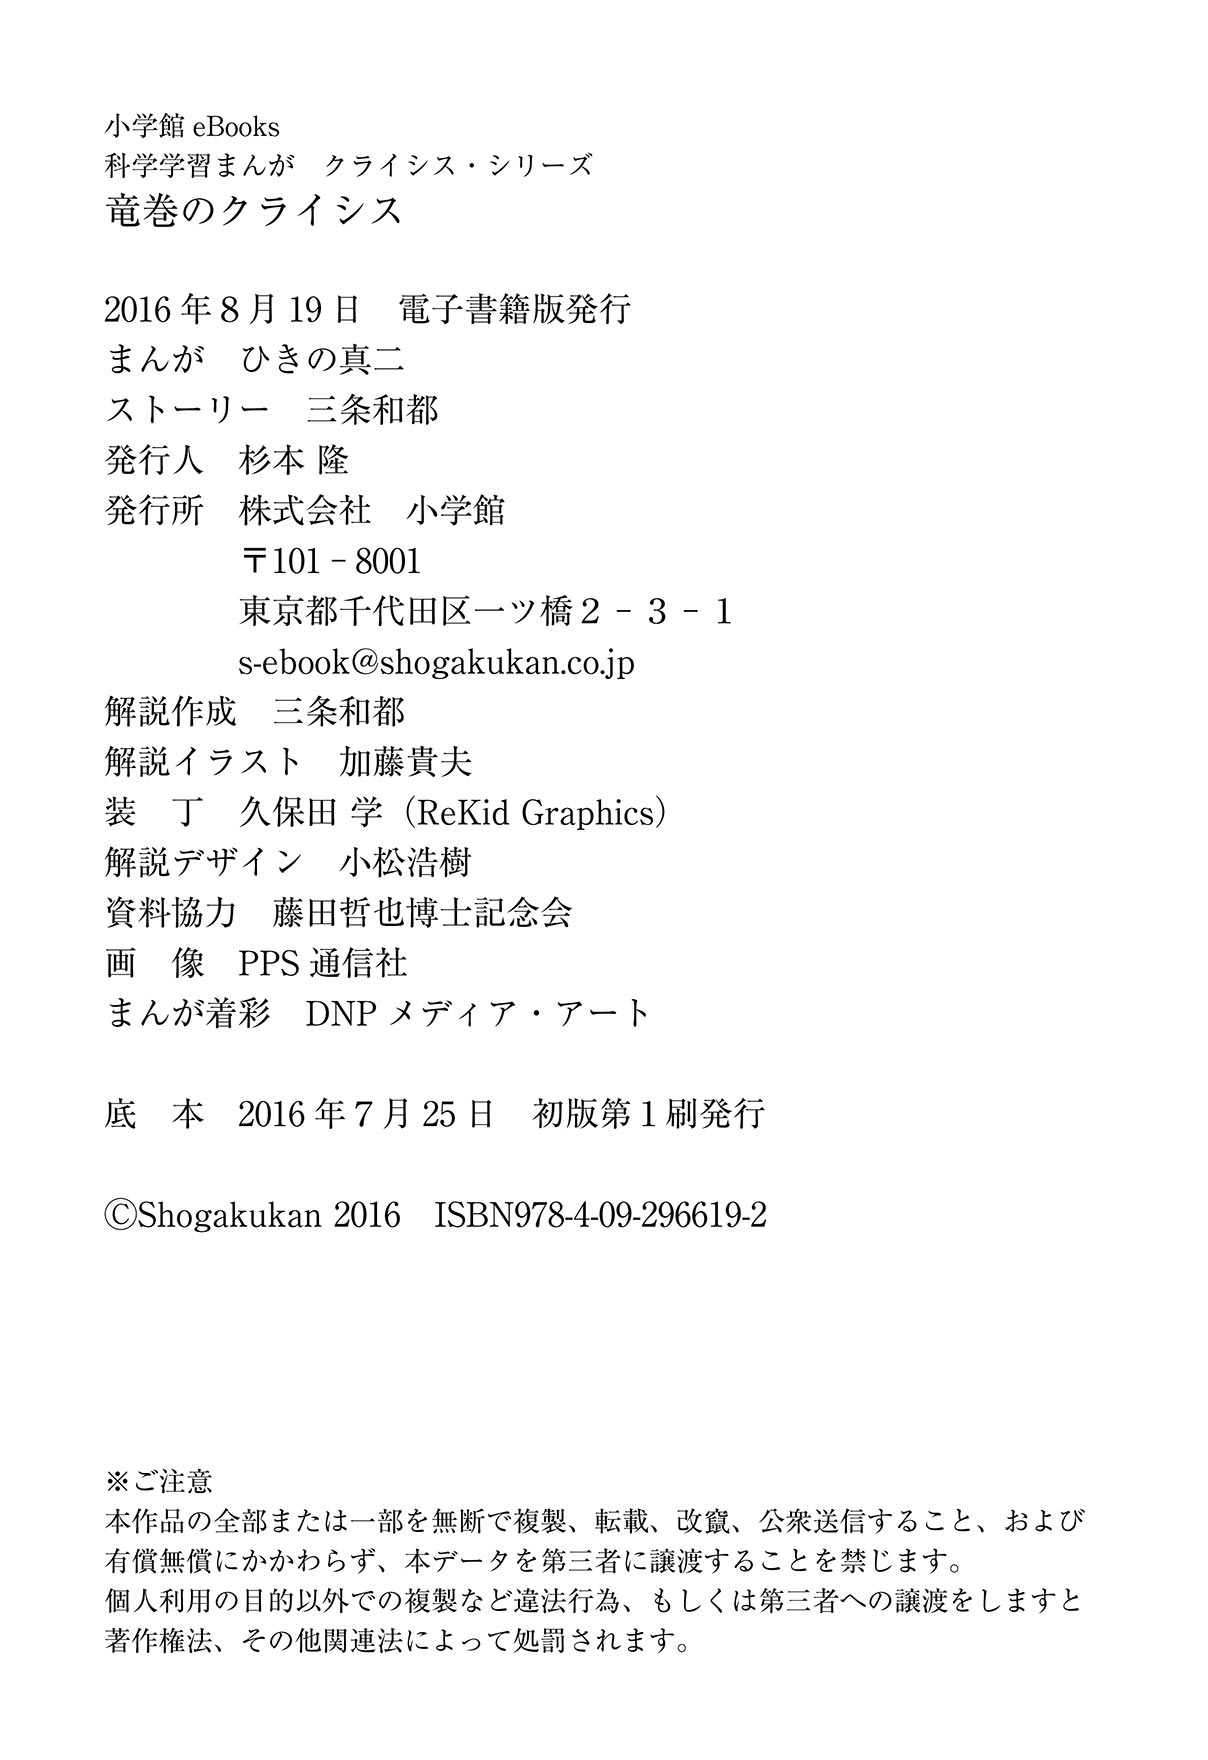 小学館 eBooks
科学学習まんが　クライシス・シリーズ
竜巻のクライシス
2016 年８月 19 日　電子書籍版発行
まんが　ひきの真二
ストーリー　三条和都
発行人　杉本 隆
発行所　株式会社　小学館
〒101－8001
東京都千代田区一ツ橋２－３－１
s-ebook@shogakukan.co.jp
解説作成　三条和都
解説イラスト　加藤貴夫
装　丁　久保田 学（ReKid Graphics）
解説デザイン　小松浩樹
資料協力　藤田哲也博士記念会
画　像　PPS 通信社
まんが着彩　DNP メディア・アート
底　本　2016 年７月 25 日　初版第１刷発行
ⒸShogakukan 2016　ISBN978-4-09-296619-2
※ご注意
本作品の全部または一部を無断で複製、転載、改竄、公衆送信すること、および
有償無償にかかわらず、本データを第三者に譲渡することを禁じます。
個人利用の目的以外での複製など違法行為、もしくは第三者への譲渡をしますと
著作権法、その他関連法によって処罰されます。